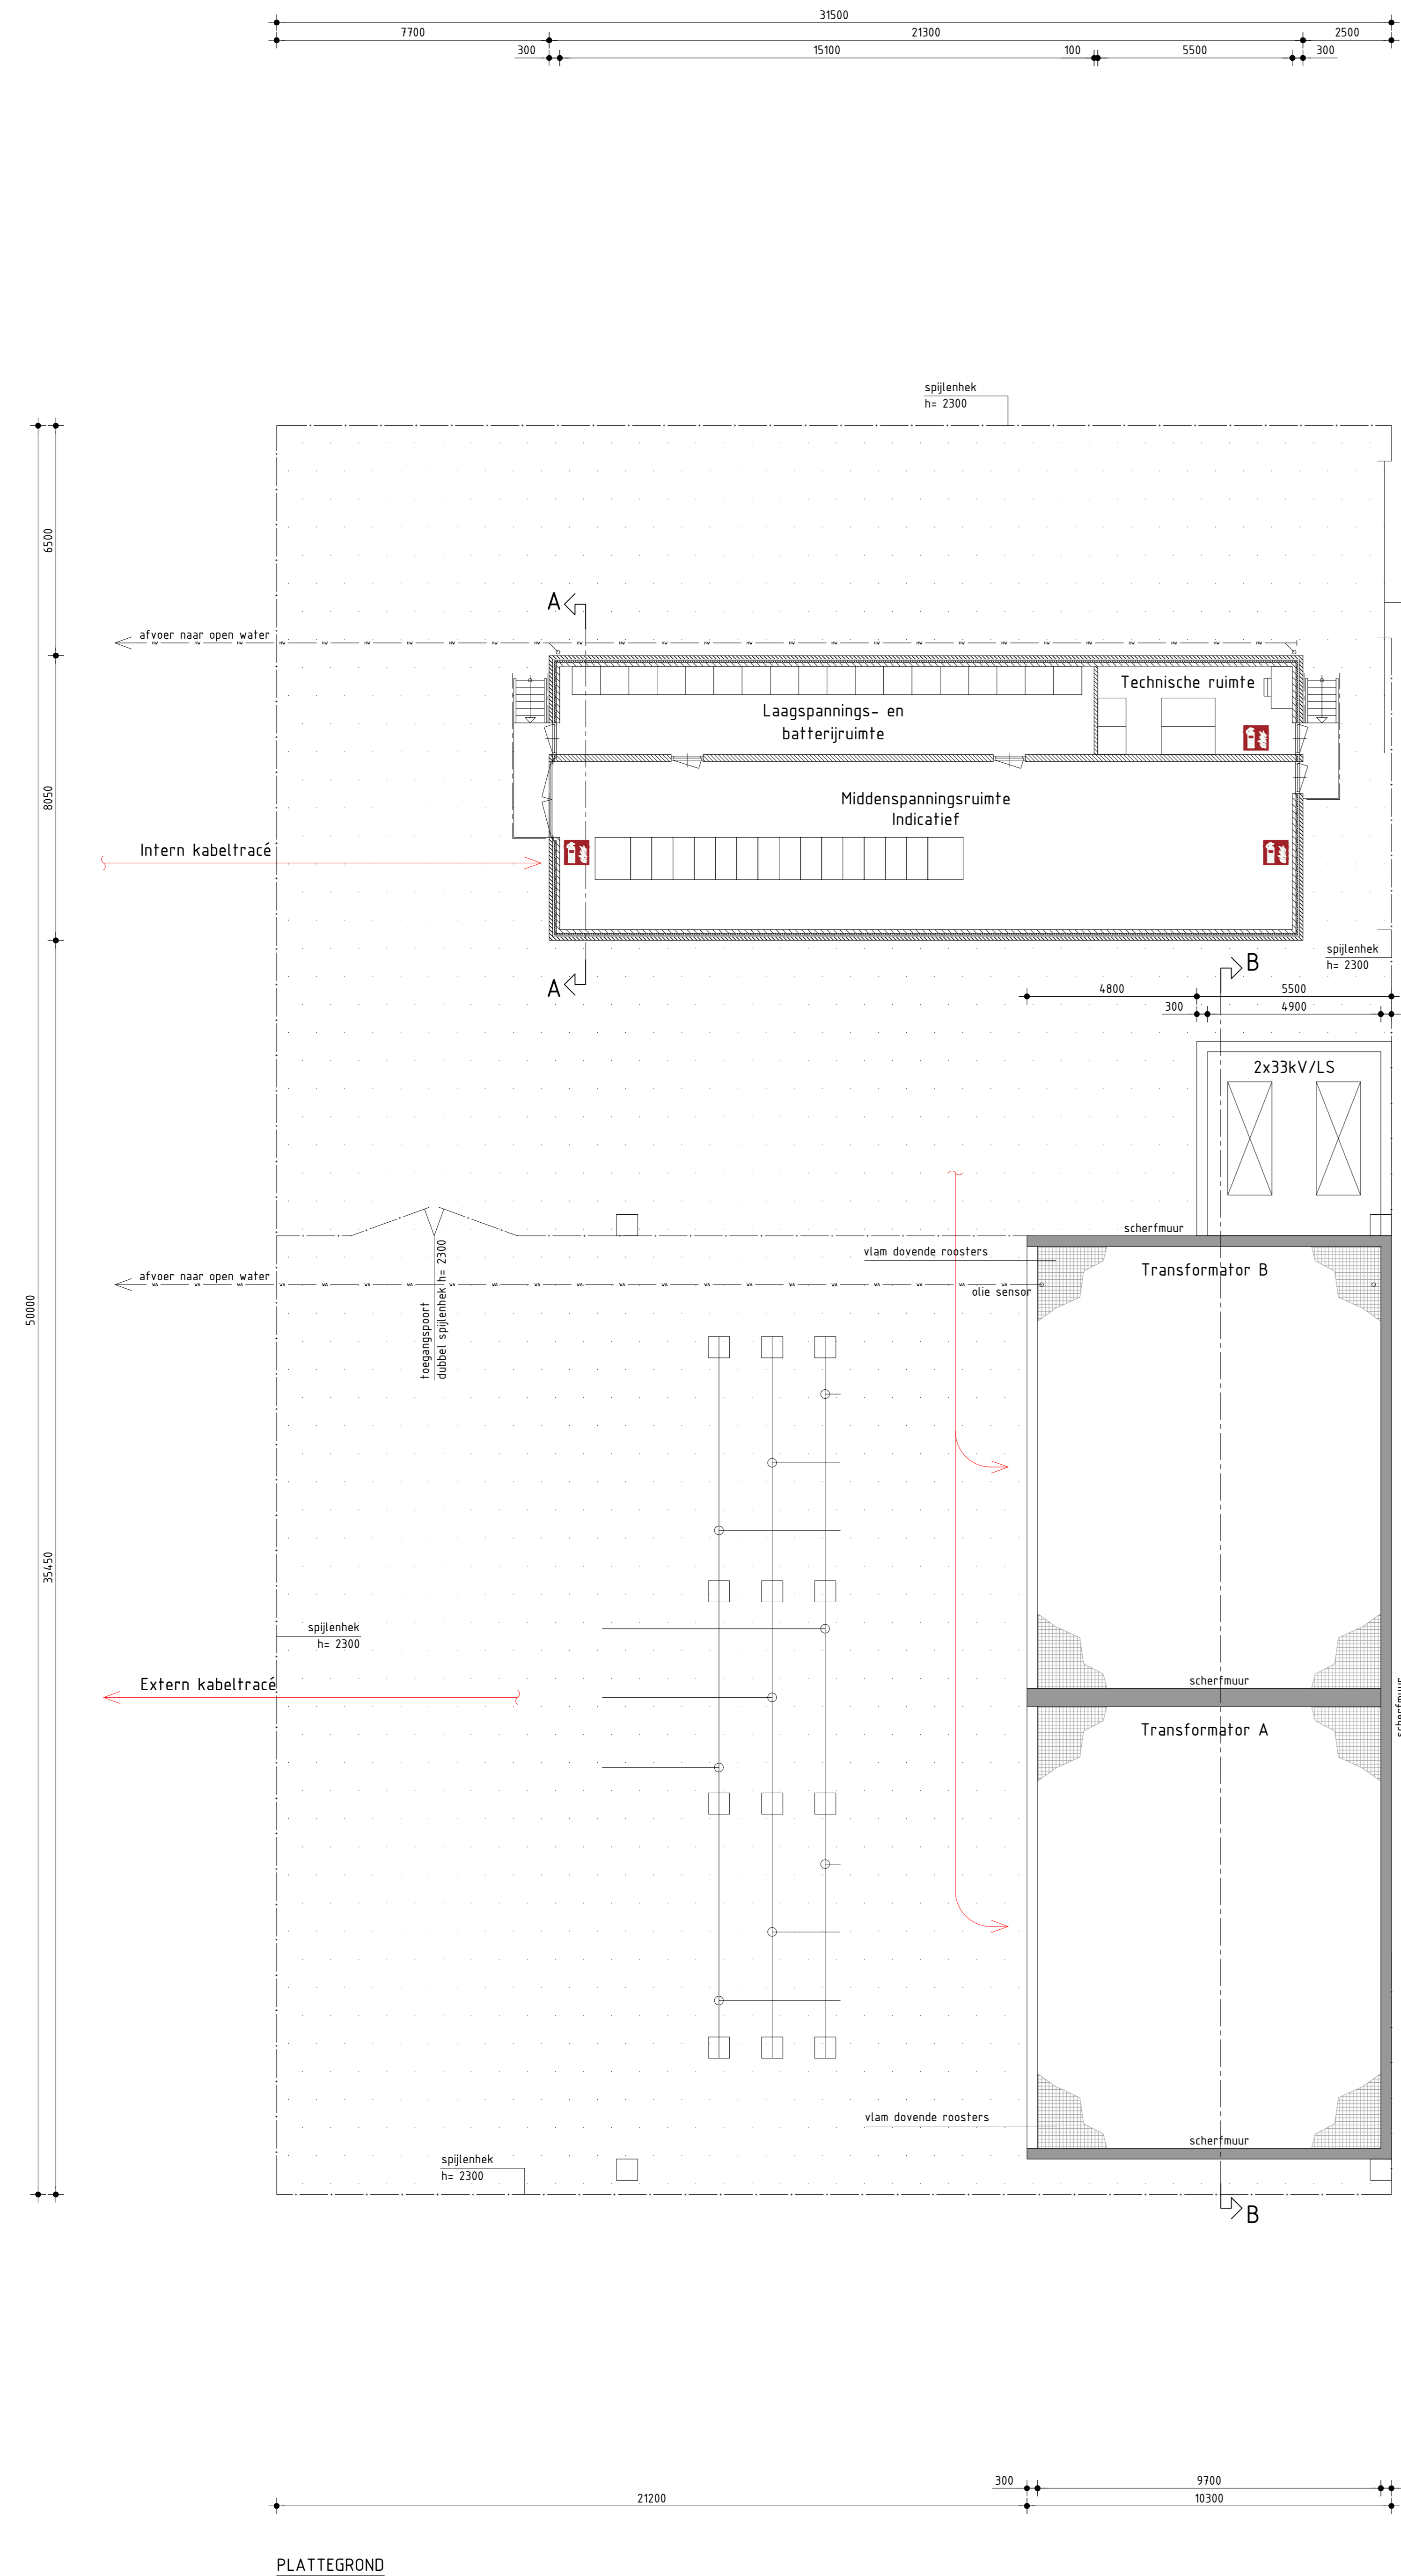 31500
7700
21300
2500
300
15100
100
5500
300
spijlenhek
h= 2300
6500
A
afvoer naar open water
Technische ruimte
Laagspannings- en
batterijruimte
8050
Middenspanningsruimte
Indicatief
Intern kabeltracé
spijlenhek
h= 2300
A
B
4800
5500
300
4900
2x33kV/LS
scherfmuur
vlam dovende roosters
Transformator B
afvoer naar open water
olie sensor
50000
toegangspoort
dubbel spijlenhek h= 2300
35450
spijlenhek
h= 2300
Extern kabeltracé
scherfmuur
scherfmuur
Transformator A
vlam dovende roosters
scherfmuur
spijlenhek
h= 2300
B
300
9700
21200
10300
PLATTEGROND